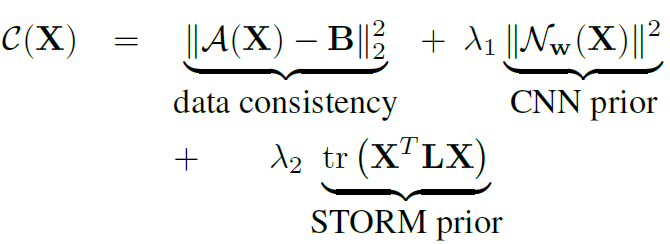 𝒞(𝐗) = ‖𝒜(𝐗) − 𝐁‖₂² + λ₁ ‖𝒩_𝐰(𝐗)‖²
data consistency CNN prior
+ λ₂ tr (𝐗ᵀ𝐋𝐗)
STORM prior